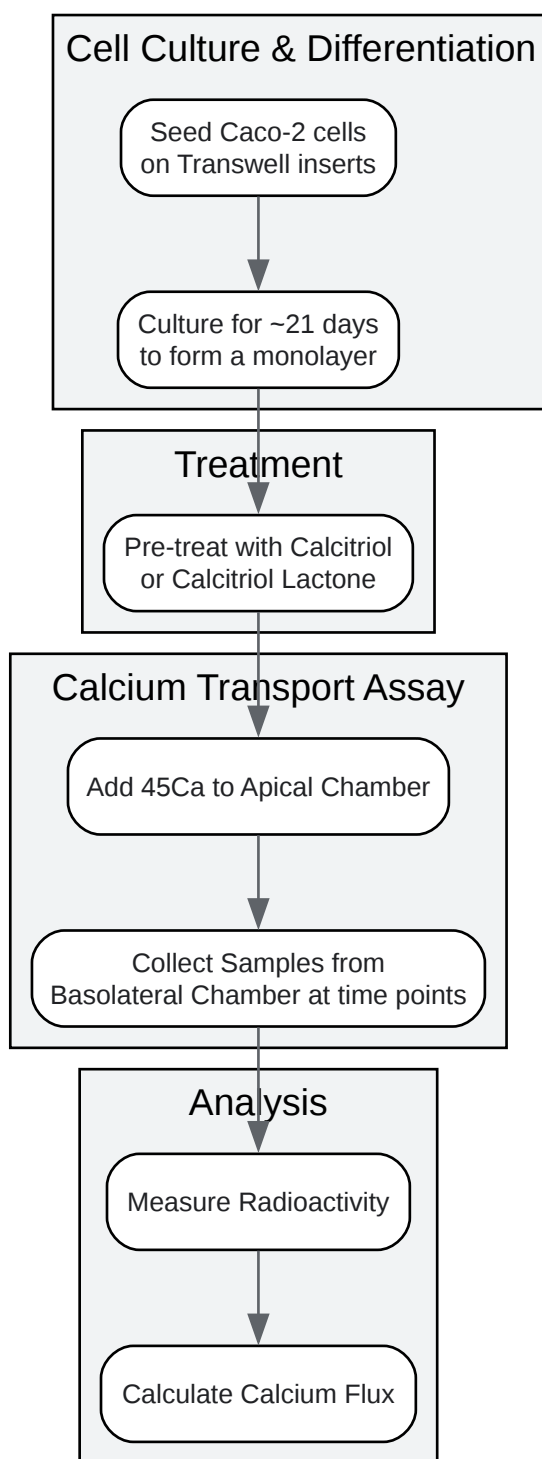 Cell Culture & Differentiation
Seed Caco-2 cells
on Transwell inserts
Culture for ~21 days
to form a monolayer
Treatment
Pre-treat with Calcitriol
or Calcitriol Lactone
Calcium Transport Assay
Add 45Ca to Apical Chamber
Collect Samples from
Basolateral Chamber at time points
Analysis
Measure Radioactivity
Calculate Calcium Flux